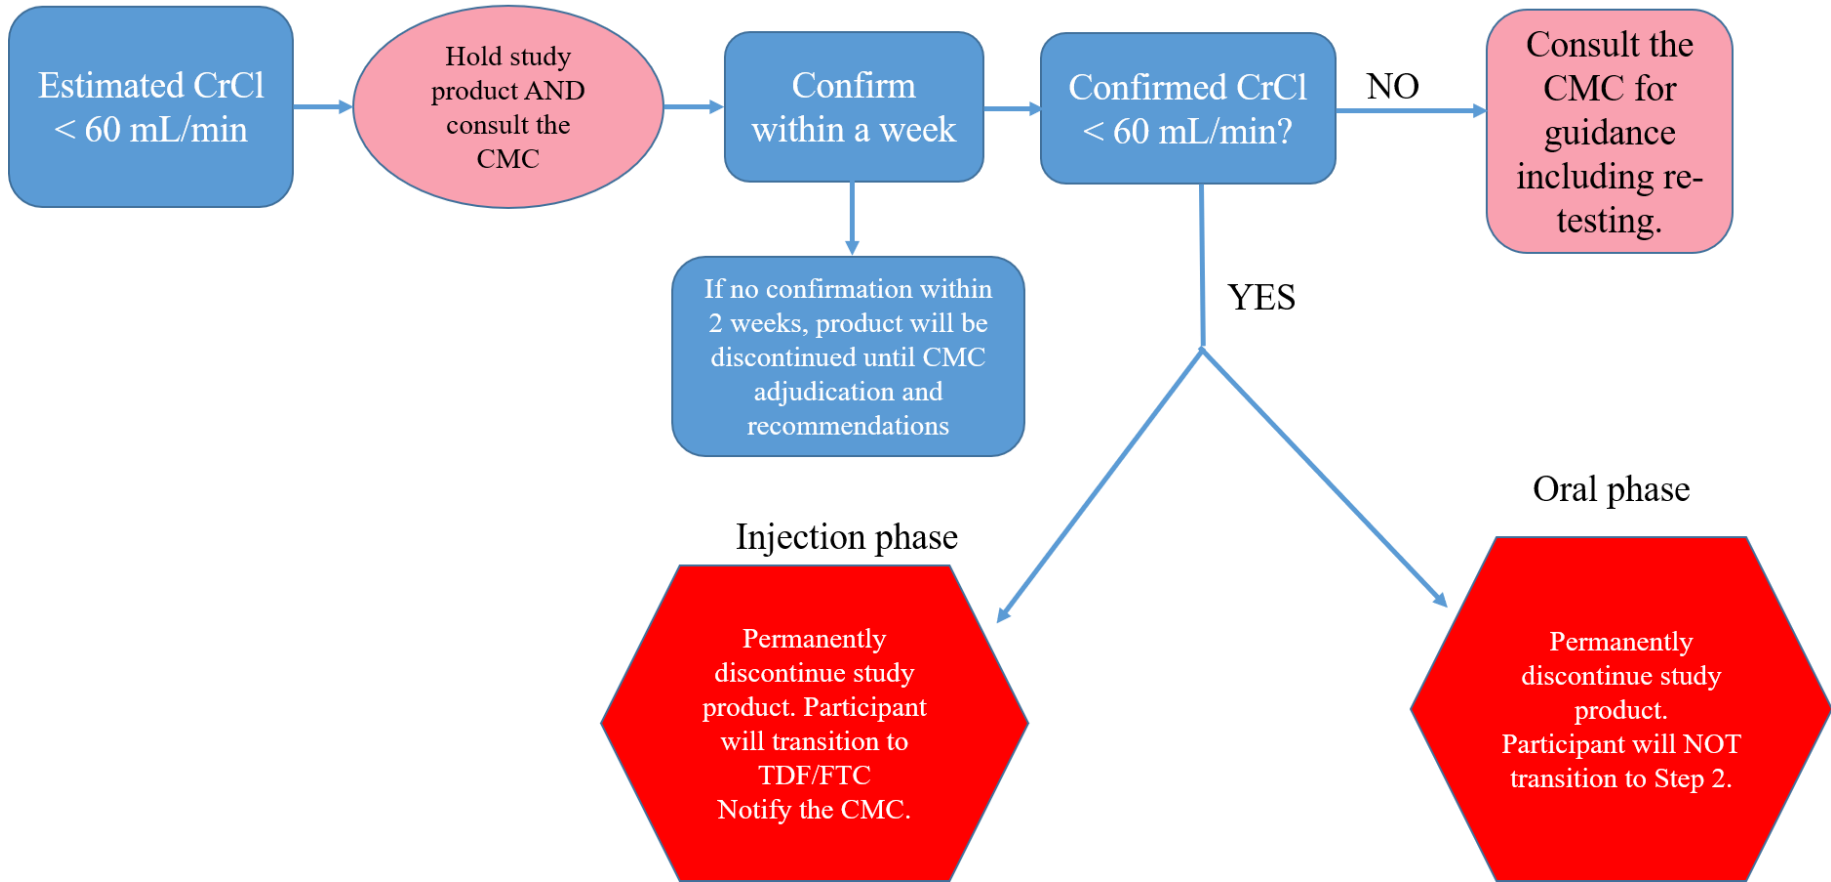 Estimated CrCl
< 60 mL/min
Hold study
product AND
consult the
CMC
Confirm
within a week
Confirmed CrCl
< 60 mL/min?
NO
Consult the
CMC for
guidance
including re-
testing.
If no confirmation within
2 weeks, product will be
discontinued until CMC
adjudication and
recommendations
YES
Injection phase
Permanently
discontinue study
product. Participant
will transition to
TDF/FTC
Notify the CMC.
Oral phase
Permanently
discontinue study
product.
Participant will NOT
transition to Step 2.